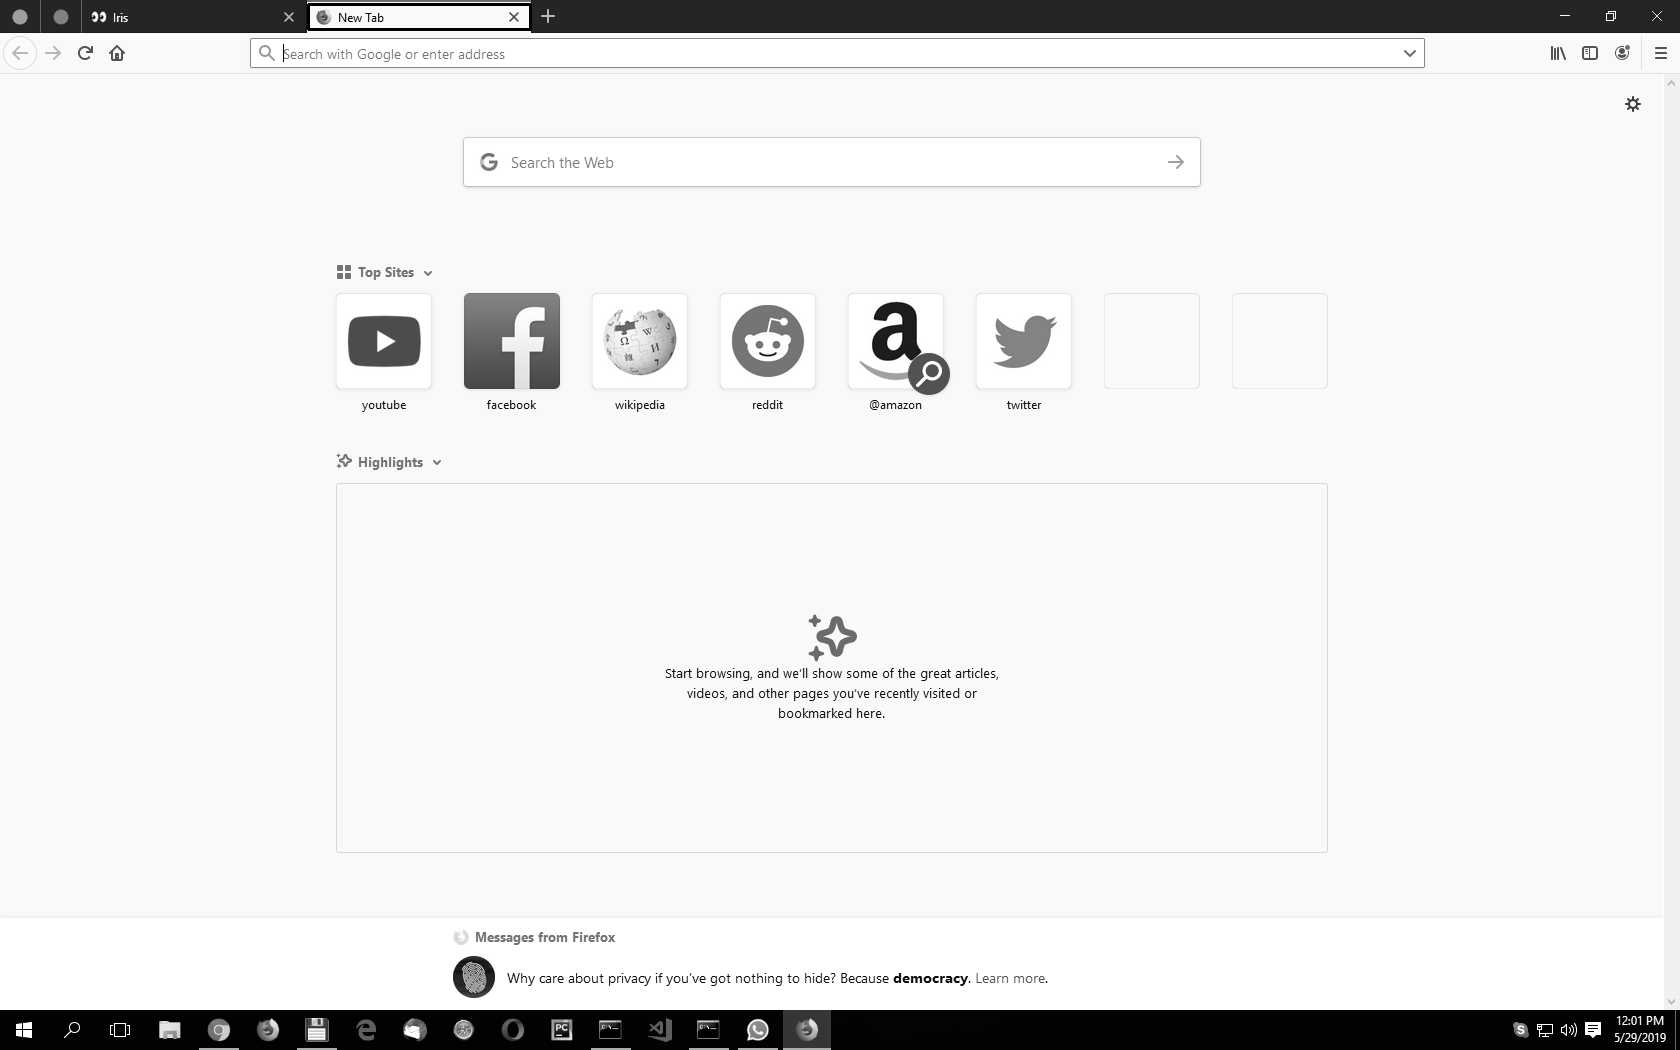 Iris
New Tab
Search with Google or enter address
Search the Web
Top Sites
youtube
facebook
wikipedia
reddit
@amazon
twitter
Highlights
Start browsing, and we'll show some of the great articles,
videos, and other pages you've recently visited or
bookmarked here.
Messages from Firefox
Why care about privacy if you've got nothing to hide? Because democracy. Learn more.
PC
12:01 PM
5/29/2019